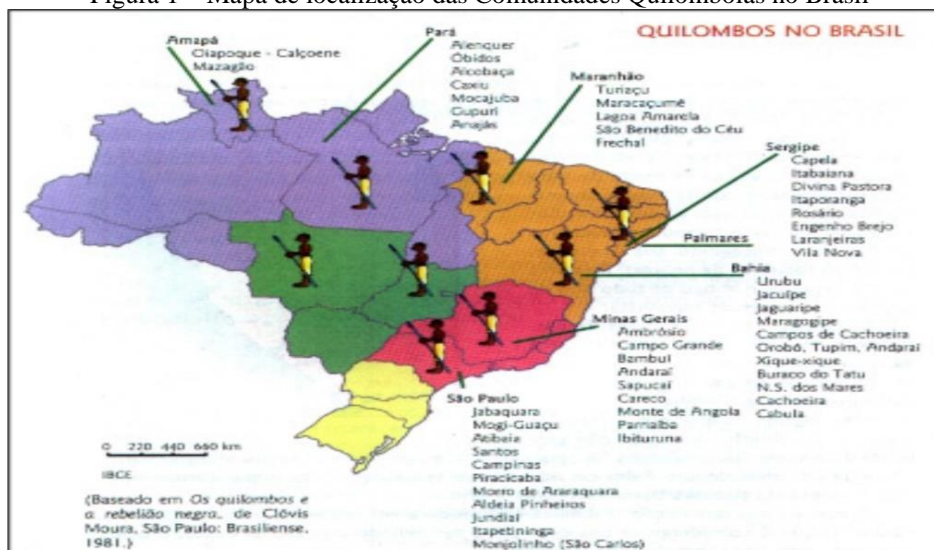 Figura 1 – Mapa de localização das Comunidades Quilombolas no Brasil
QUILOMBOS NO BRASIL
Amapá
Oiapoque - Calçoene
Mazagão
Pará
Alenquer
Óbidos
Alcobaça
Caxiu
Mocajuba
Gupuri
Anajás
Maranhão
Turiaçu
Maracaçumê
Lagoa Amarela
São Benedito do Céu
Frechal
Sergipe
Capela
Itabaiana
Divina Pastora
Itaporanga
Rosário
Engenho Brejo
Laranjeiras
Vila Nova
Palmares
Bahia
Urubu
Jacuípe
Jaguaripe
Maragogipe
Campos de Cachoeira
Orobó, Tupim, Andaraí
Xique-xique
Buraco do Tatu
N.S. dos Mares
Cachoeira
Cabula
Minas Gerais
Ambrósio
Campo Grande
Bambuí
Andaraí
Sapucaí
Careco
Monte de Angola
Parnaíba
Ibituruna
São Paulo
Jabaquara
Mogi-Guaçu
Atibaia
Santos
Campinas
Piracicaba
Morro de Araraquara
Aldeia Pinheiros
Jundiaí
Itapetininga
Monjolinho (São Carlos)
0 220 440 660 km
IBGE
(Baseado em Os quilombos e
a rebelião negra, de Clóvis
Moura, São Paulo: Brasiliense,
1981.)